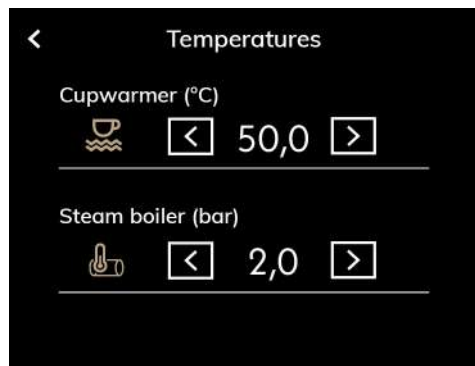 Temperatures
Cupwarmer (°C)
50,0
Steam boiler (bar)
2,0